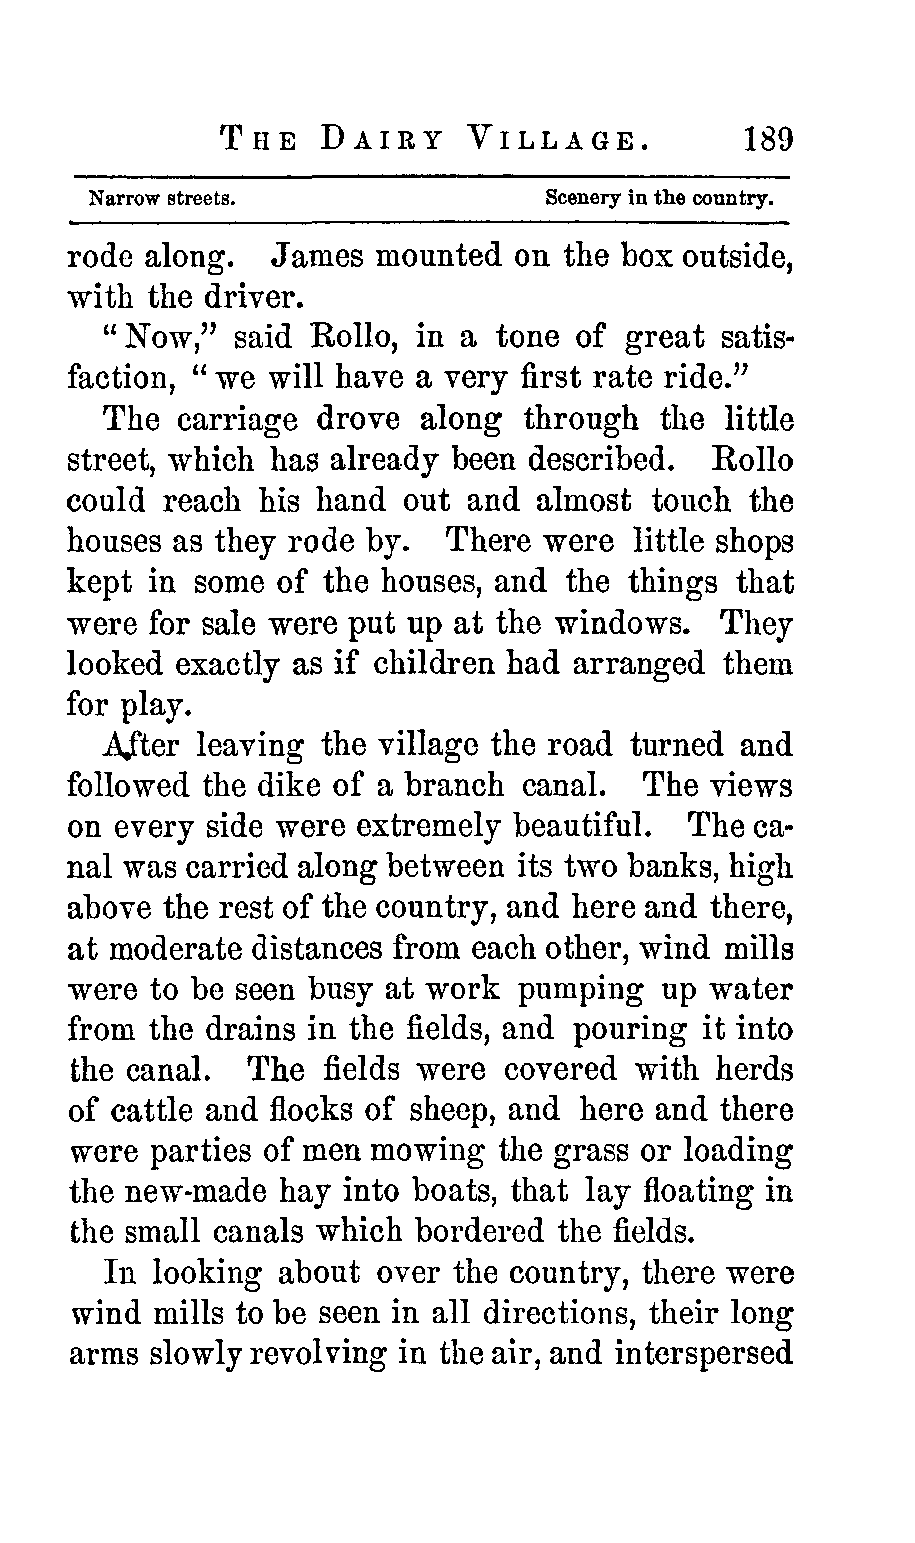 THE DAIRY VILLAGE. 189
Narrow streets. Scenery in the country.
rode along. James mounted on the box outside,
with the driver.
“Now,” said Rollo, in a tone of great satis-
faction, “we will have a very first rate ride.”
The carriage drove along through the little
street, which has already been described. Rollo
could reach his hand out and almost touch the
houses as they rode by. There were little shops
kept in some of the houses, and the things that
were for sale were put up at the windows. They
looked exactly as if children had arranged them
for play.
After leaving the village the road turned and
followed the dike of a branch canal. The views
on every side were extremely beautiful. The ca-
nal was carried along between its two banks, high
above the rest of the country, and here and there,
at moderate distances from each other, wind mills
were to be seen busy at work pumping up water
from the drains in the fields, and pouring it into
the canal. The fields were covered with herds
of cattle and flocks of sheep, and here and there
were parties of men mowing the grass or loading
the new-made hay into boats, that lay floating in
the small canals which bordered the fields.
In looking about over the country, there were
wind mills to be seen in all directions, their long
arms slowly revolving in the air, and interspersed